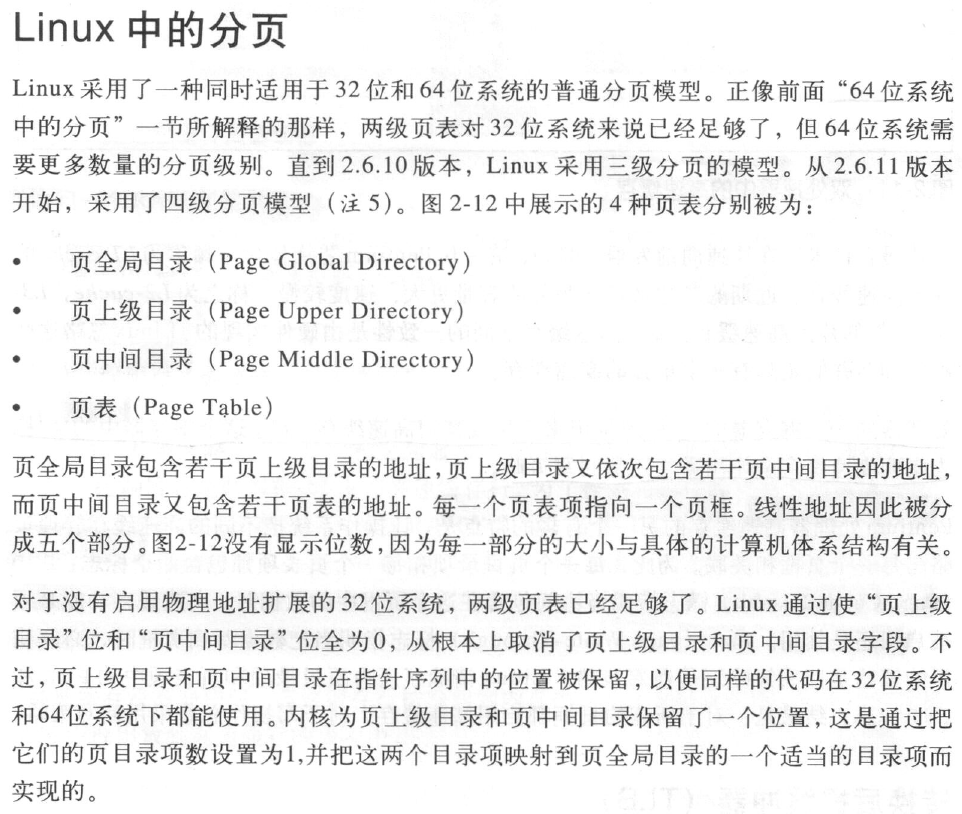 Linux 中的分页
Linux 采用了一种同时适用于 32 位和 64 位系统的普通分页模型。正像前面“64 位系统
中的分页”一节所解释的那样，两级页表对 32 位系统来说已经足够了，但 64 位系统需
要更多数量的分页级别。直到 2.6.10 版本，Linux 采用三级分页的模型。从 2.6.11 版本
开始，采用了四级分页模型（注 5）。图 2-12 中展示的 4 种页表分别被为：
• 页全局目录（Page Global Directory）
• 页上级目录（Page Upper Directory）
• 页中间目录（Page Middle Directory）
• 页表（Page Table）
页全局目录包含若干页上级目录的地址，页上级目录又依次包含若干页中间目录的地址，
而页中间目录又包含若干页表的地址。每一个页表项指向一个页框。线性地址因此被分
成五个部分。图2-12没有显示位数，因为每一部分的大小与具体的计算机体系结构有关。
对于没有启用物理地址扩展的 32 位系统，两级页表已经足够了。Linux 通过使“页上级
目录”位和“页中间目录”位全为 0，从根本上取消了页上级目录和页中间目录字段。不
过，页上级目录和页中间目录在指针序列中的位置被保留，以便同样的代码在32位系统
和64位系统下都能使用。内核为页上级目录和页中间目录保留了一个位置，这是通过把
它们的页目录项数设置为1,并把这两个目录项映射到页全局目录的一个适当的目录项而
实现的。